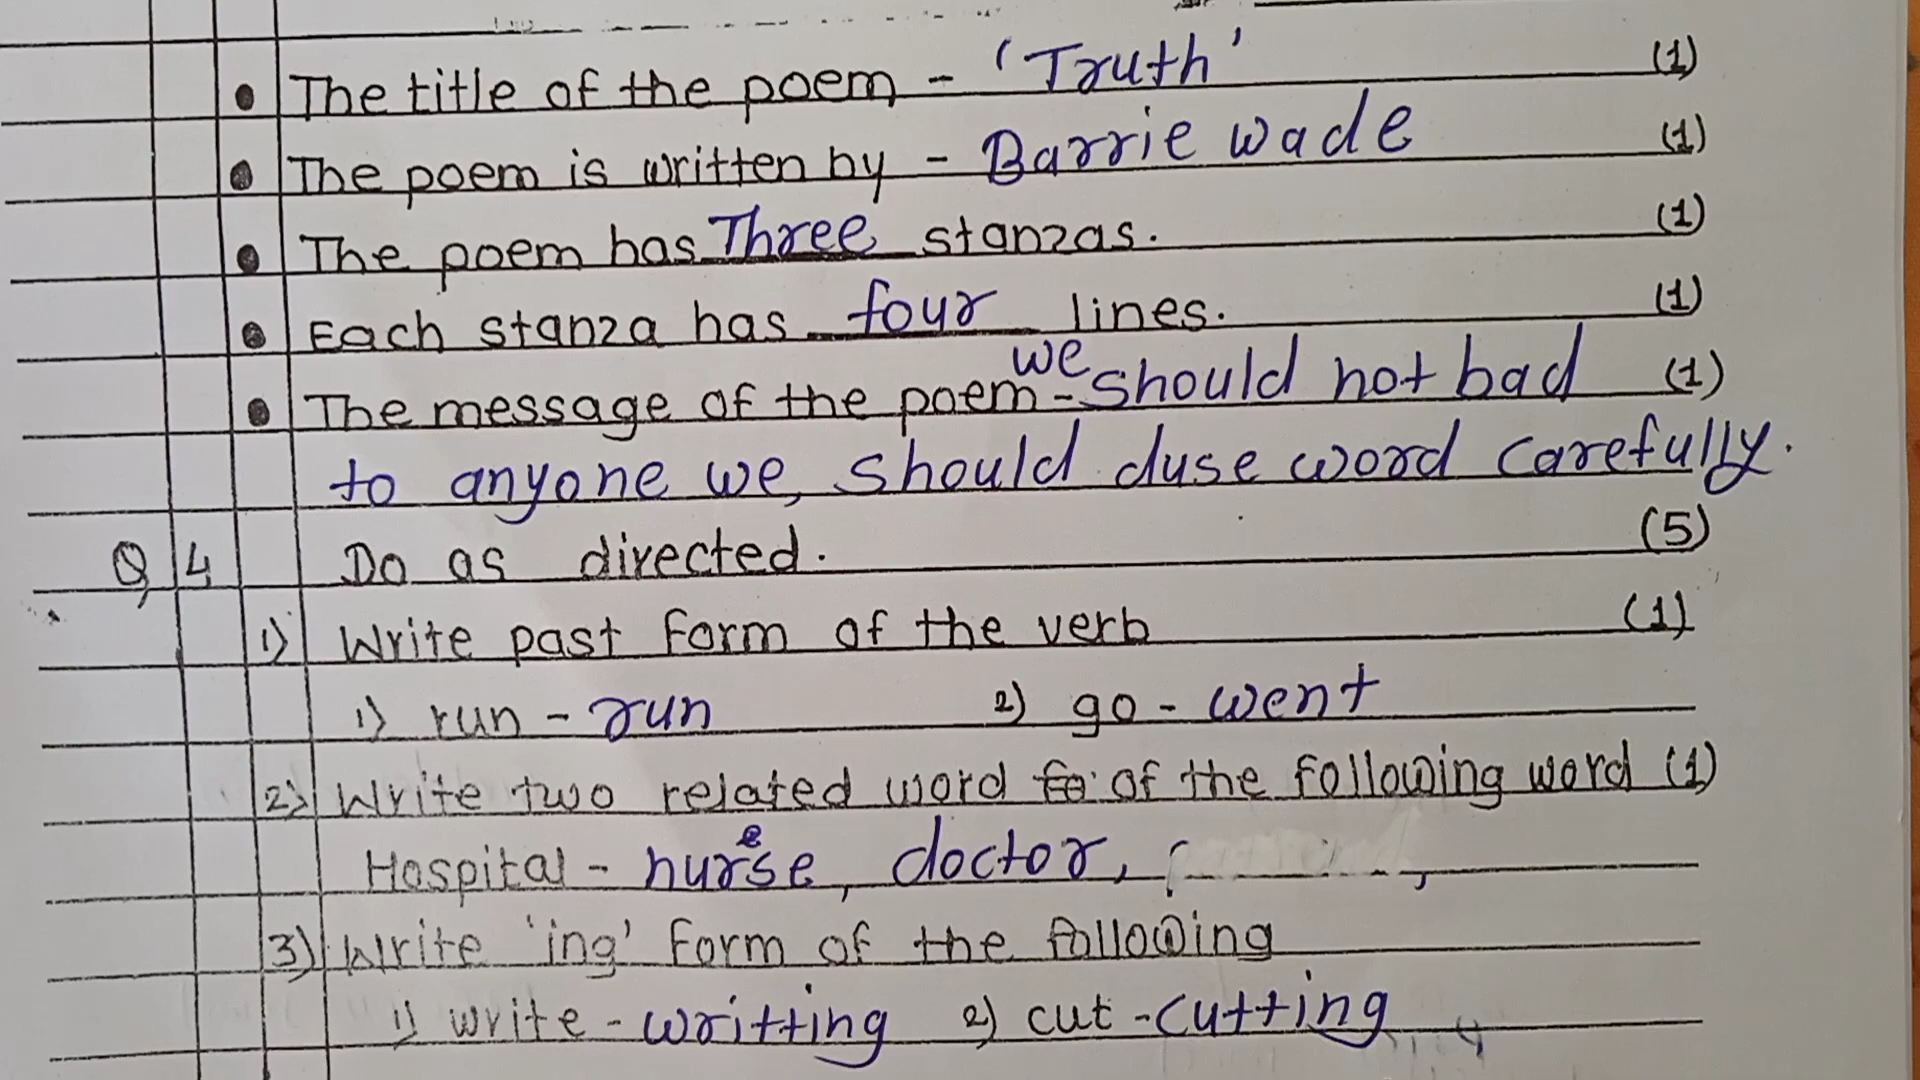 • The title of the poem - 'Truth' (1)
• The poem is written by - Barrie wade (1)
• The poem has Three stanzas. (1)
• Each stanza has four lines. (1)
• The message of the poem - we should not bad (1)
to anyone we, should duse word carefully.
Q 4 Do as directed. (5)
1) Write past form of the verb (1)
1) run - run 2) go - went
2) Write two related word fo of the following word (1)
Hospital - nurse, doctor,
3) Write 'ing' form of the following
1) write - writting 2) cut - cutting